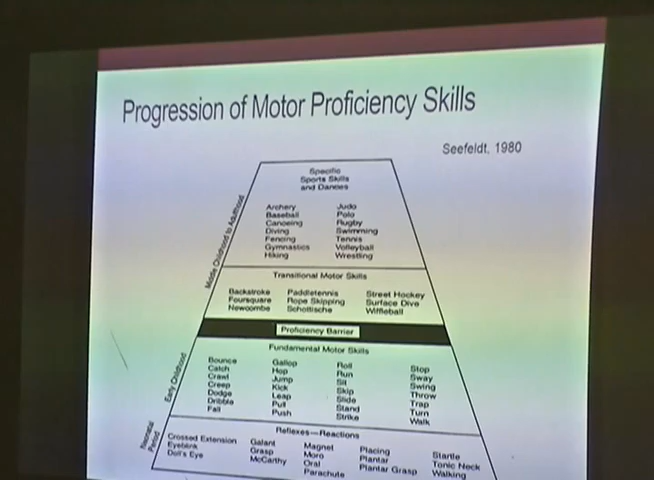 Progression of Motor Proficiency Skills
Seefeldt, 1980
Specific
Sports Skills
and Dances
Archery Judo
Baseball Polo
Canoeing Rugby
Diving Swimming
Fencing Tennis
Gymnastics Volleyball
Hiking Wrestling
Middle Childhood to Adulthood
Transitional Motor Skills
Backstroke Paddletennis Street Hockey
Foursquare Rope Skipping Surface Dive
Newcombe Schottische Wiffleball
Proficiency Barrier
Fundamental Motor Skills
Bounce Gallop Roll Stop
Catch Hop Run Sway
Crawl Jump Sit Swing
Creep Kick Skip Throw
Dodge Leap Slide Trap
Dribble Pull Stand Turn
Fall Push Strike Walk
Early Childhood
Reflexes—Reactions
Crossed Extension Galant Magnet Placing Startle
Eyeblink Grasp Moro Plantar Tonic Neck
Doll's Eye McCarthy Oral Plantar Grasp Walking
Parachute
Neonatal
Period